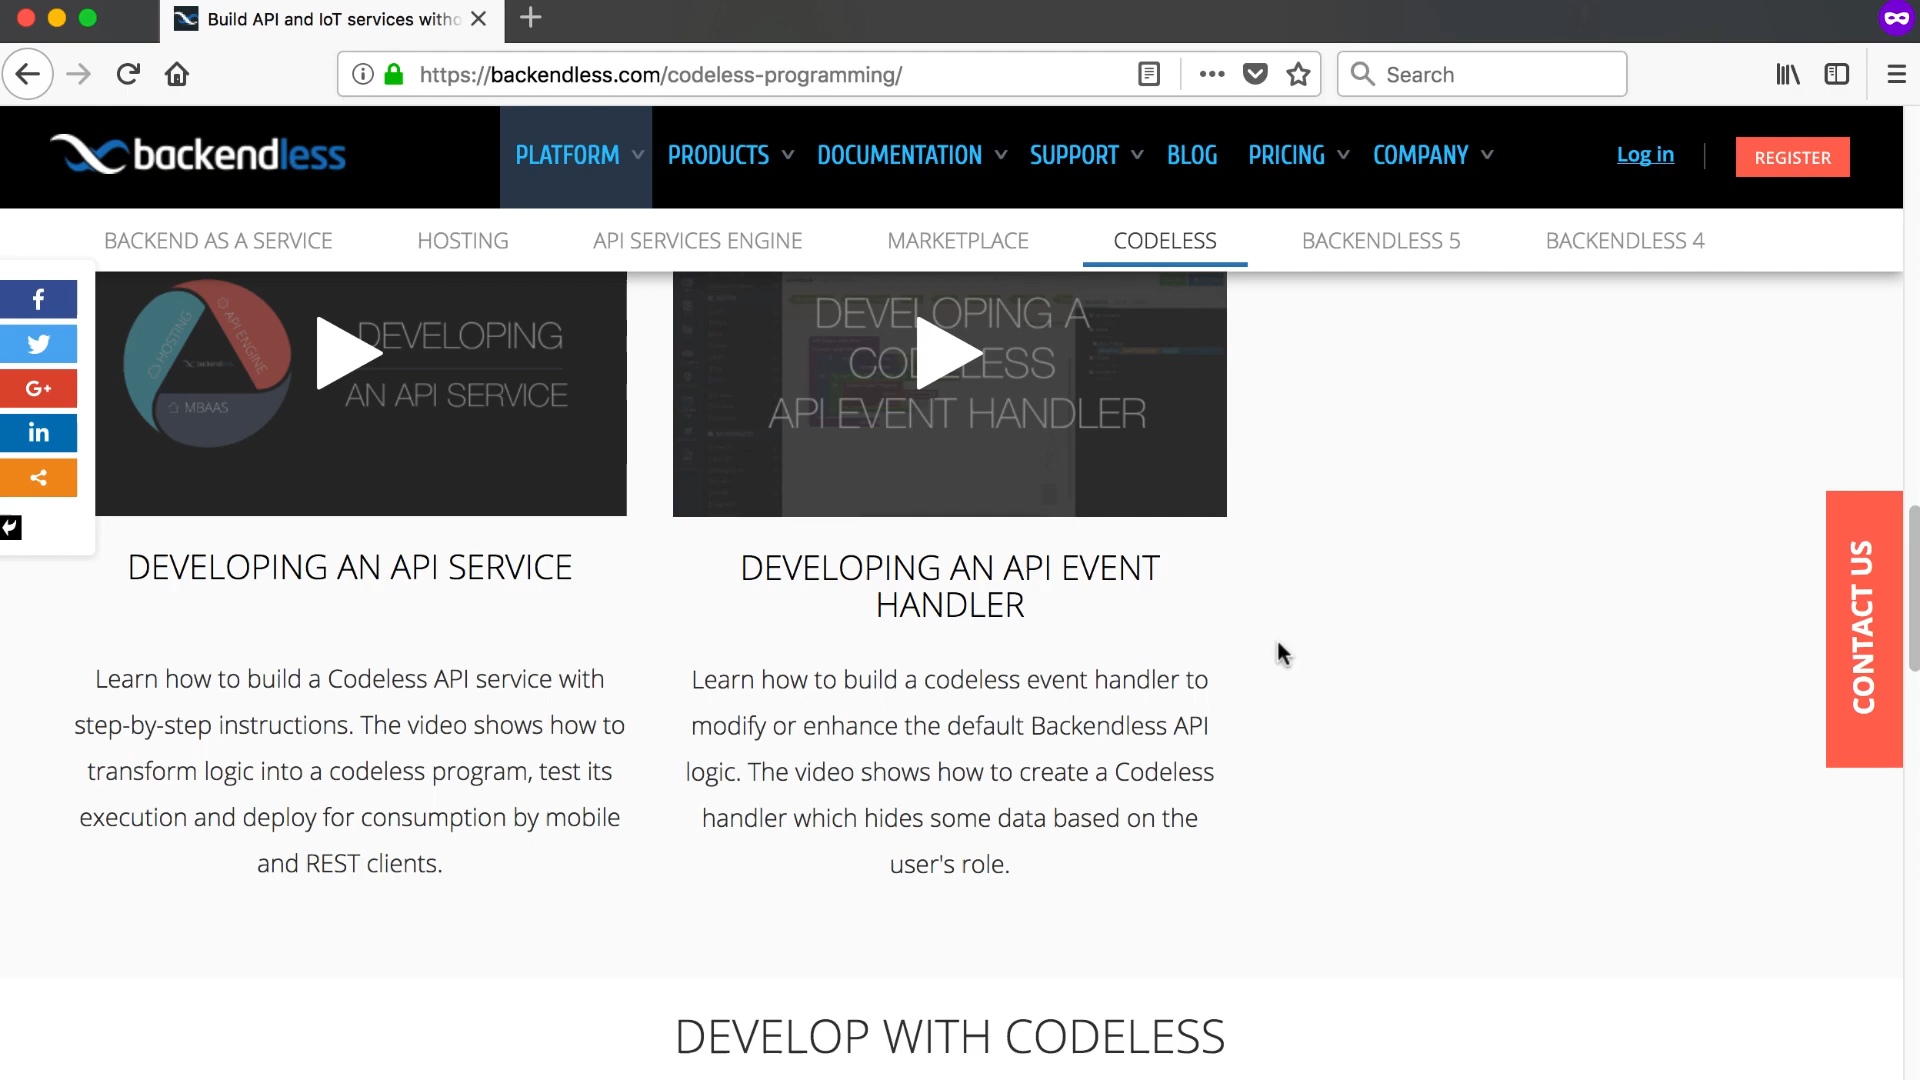 Build API and IoT services witho
https://backendless.com/codeless-programming/
Search
backendless
PLATFORM
PRODUCTS
DOCUMENTATION
SUPPORT
BLOG
PRICING
COMPANY
Log in
REGISTER
BACKEND AS A SERVICE
HOSTING
API SERVICES ENGINE
MARKETPLACE
CODELESS
BACKENDLESS 5
BACKENDLESS 4
HOSTING
API ENGINE
MBAAS
DEVELOPING
AN API SERVICE
DEVELOPING A
CODELESS
API EVENT HANDLER
f
G+
in
DEVELOPING AN API SERVICE
Learn how to build a Codeless API service with
step-by-step instructions. The video shows how to
transform logic into a codeless program, test its
execution and deploy for consumption by mobile
and REST clients.
DEVELOPING AN API EVENT
HANDLER
Learn how to build a codeless event handler to
modify or enhance the default Backendless API
logic. The video shows how to create a Codeless
handler which hides some data based on the
user's role.
CONTACT US
DEVELOP WITH CODELESS